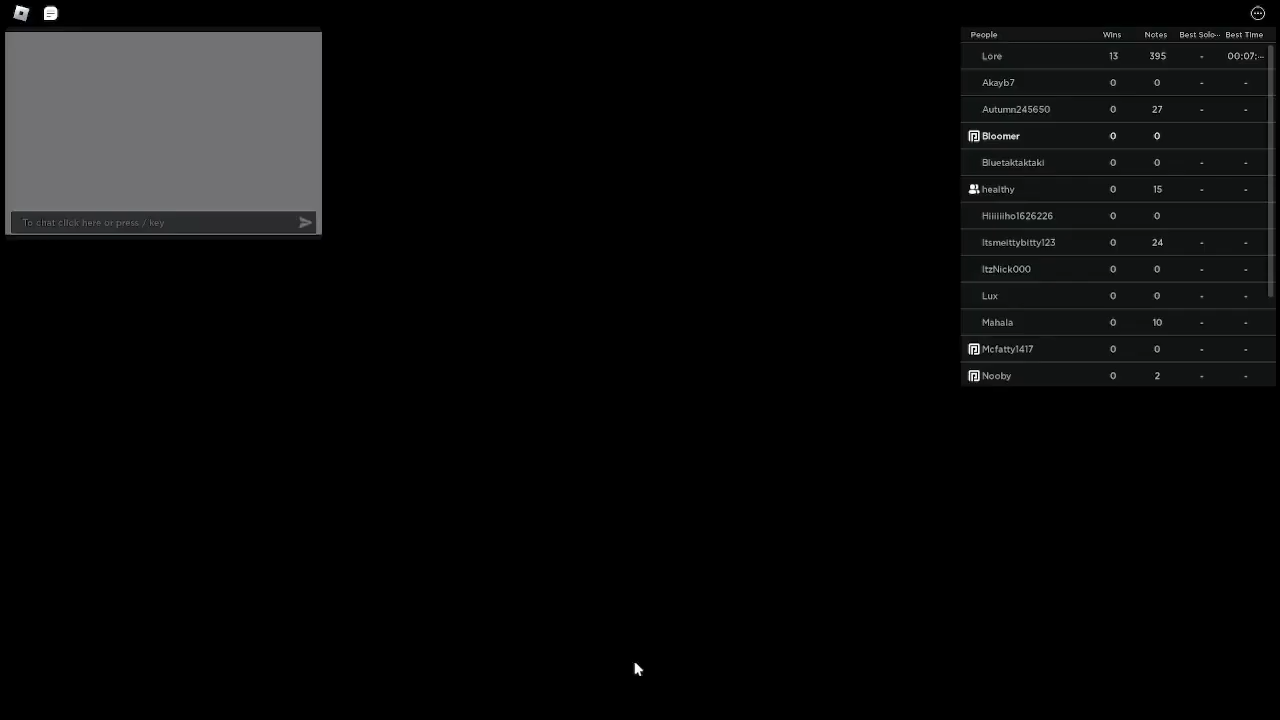 People Wins Notes Best Solo... Best Time
Lore 13 395 - 00:07:...
Akayb7 0 0 - -
Autumn245650 0 27 - -
Bloomer 0 0
Bluetaktaktaki 0 0 - -
healthy 0 15 - -
Hiiiiiiho1626226 0 0
Itsmeittybitty123 0 24 - -
ItzNick000 0 0 - -
Lux 0 0 - -
Mahala 0 10 - -
Mcfatty1417 0 0 - -
Nooby 0 2 - -
To chat click here or press / key